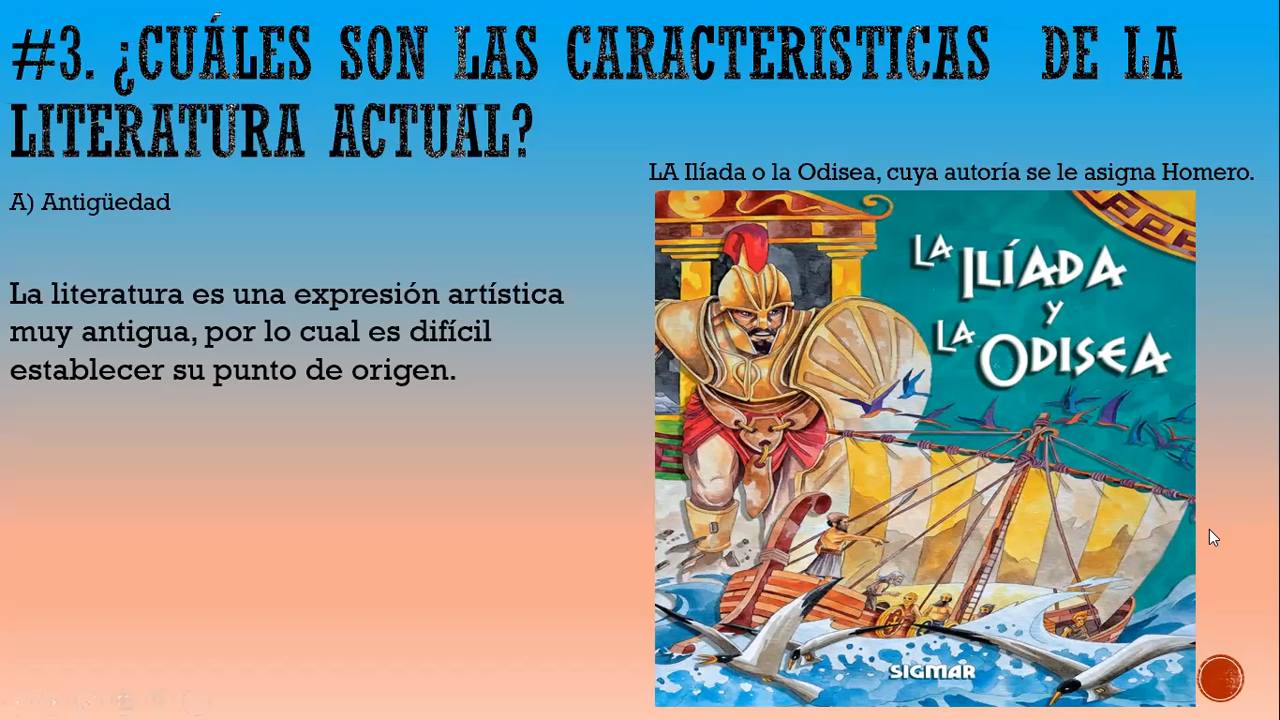 #3. ¿CUÁLES SON LAS CARACTERISTICAS DE LA
LITERATURA ACTUAL?
A) Antigüedad
La literatura es una expresión artística
muy antigua, por lo cual es difícil
establecer su punto de origen.
LA Ilíada o la Odisea, cuya autoría se le asigna Homero.
LA ILÍADA
Y
LA ODISEA
SIGMAR